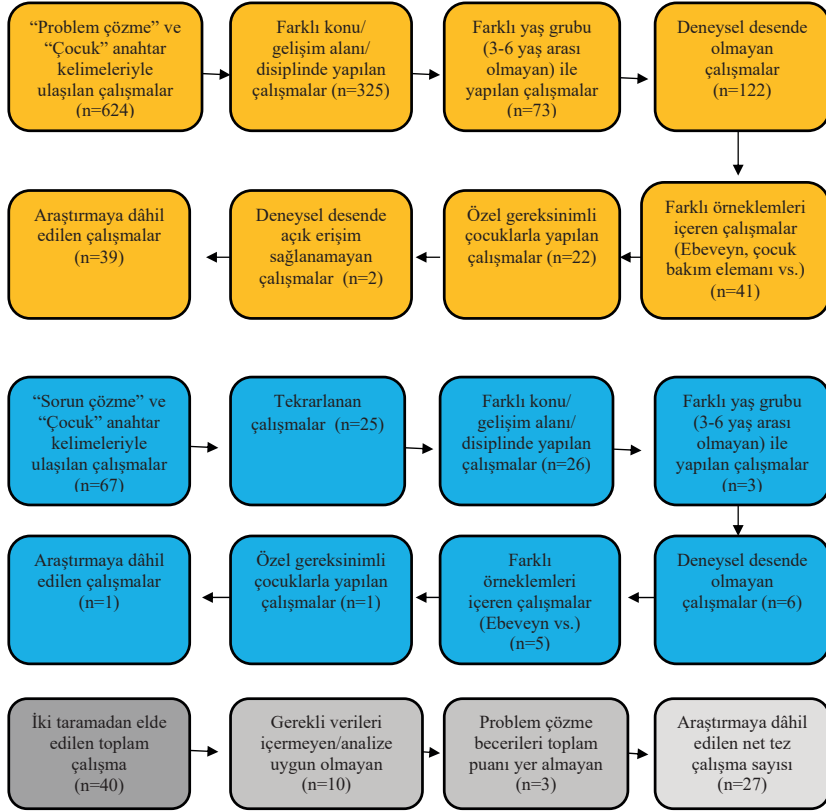 “Problem çözme” ve
“Çocuk” anahtar
kelimeleriyle
ulaşılan çalışmalar
(n=624)
Farklı konu/
gelişim alanı/
disiplinde yapılan
çalışmalar (n=325)
Farklı yaş grubu
(3-6 yaş arası
olmayan) ile
yapılan çalışmalar
(n=73)
Deneysel desende
olmayan
çalışmalar
(n=122)
Farklı örneklemleri
içeren çalışmalar
(Ebeveyn, çocuk
bakım elemanı vs.)
(n=41)
Özel gereksinimli
çocuklarla yapılan
çalışmalar (n=22)
Deneysel desende
açık erişim
sağlanamayan
çalışmalar (n=2)
Araştırmaya dâhil
edilen çalışmalar
(n=39)
“Sorun çözme” ve
“Çocuk” anahtar
kelimeleriyle
ulaşılan çalışmalar
(n=67)
Tekrarlanan
çalışmalar (n=25)
Farklı konu/
gelişim alanı/
disiplinde yapılan
çalışmalar (n=26)
Farklı yaş grubu
(3-6 yaş arası
olmayan) ile
yapılan çalışmalar
(n=3)
Deneysel desende
olmayan
çalışmalar (n=6)
Farklı
örneklemleri
içeren çalışmalar
(Ebeveyn vs.)
(n=5)
Özel gereksinimli
çocuklarla yapılan
çalışmalar (n=1)
Araştırmaya dâhil
edilen çalışmalar
(n=1)
İki taramadan elde
edilen toplam
çalışma
(n=40)
Gerekli verileri
içermeyen/analize
uygun olmayan
(n=10)
Problem çözme
becerileri toplam
puanı yer almayan
(n=3)
Araştırmaya dâhil
edilen net tez
çalışma sayısı
(n=27)